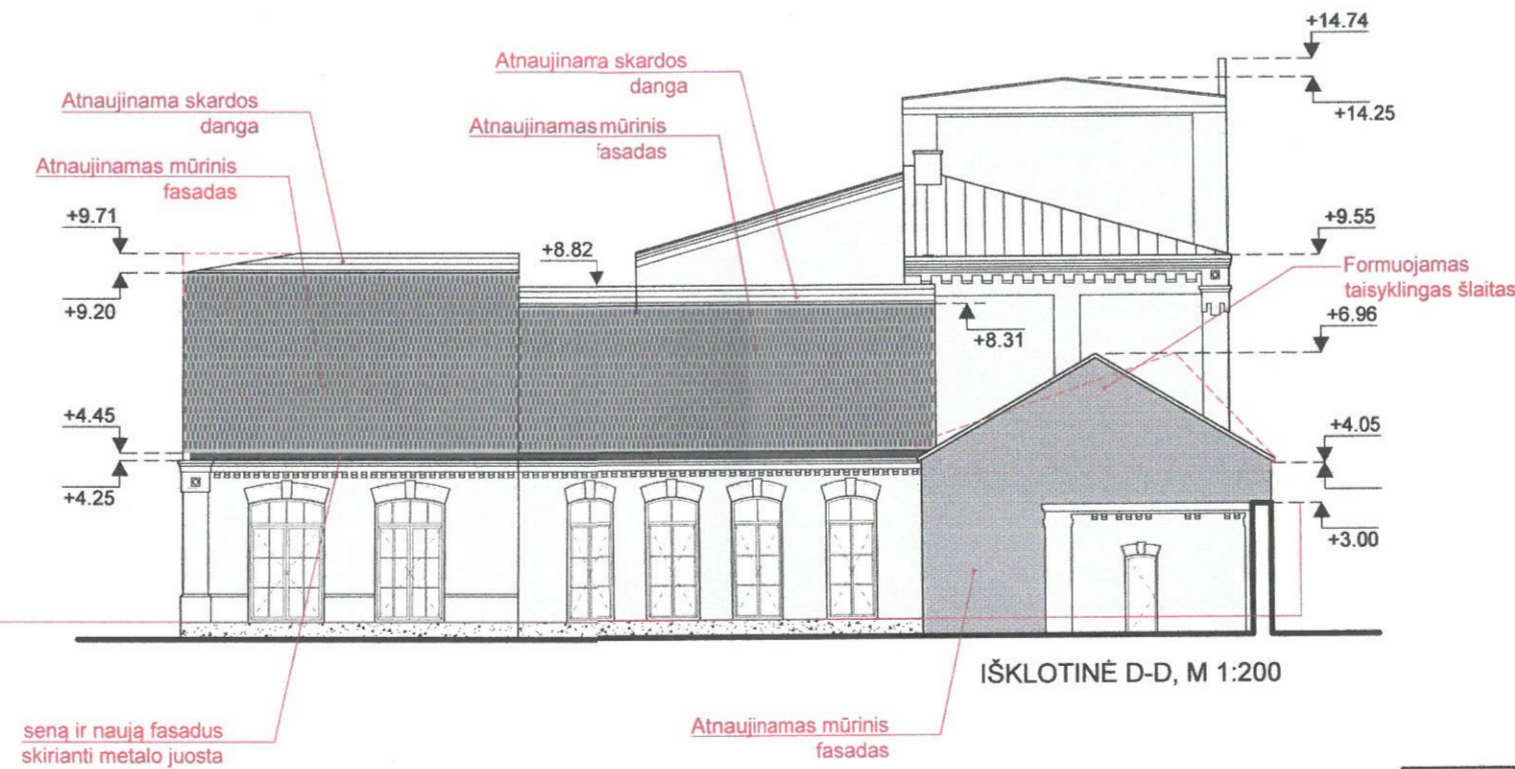 +14.74
+14.25
Atnaujinama skardos
danga
Atnaujinamas mūrinis
fasadas
Atnaujinama skardos
danga
Atnaujinamas mūrinis
fasadas
+9.71
+9.20
+8.82
+8.31
+9.55
Formuojamas
taisyklingas šlaitas
+6.96
+4.45
+4.25
+4.05
+3.00
IŠKLOTINĖ D-D, M 1:200
seną ir naują fasadus
skirianti metalo juosta
Atnaujinamas mūrinis
fasadas